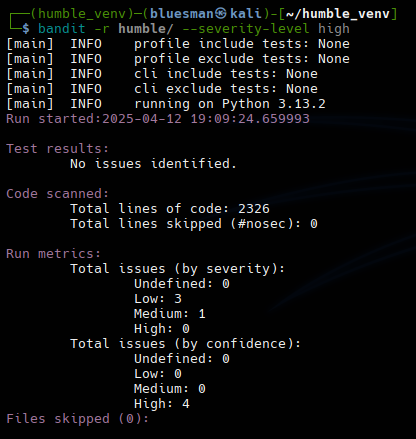 ┌──(humble_venv)─(bluesman㉿kali)-[~/humble_venv]
└─$ bandit -r humble/ --severity-level high
[main]  INFO    profile include tests: None
[main]  INFO    profile exclude tests: None
[main]  INFO    cli include tests: None
[main]  INFO    cli exclude tests: None
[main]  INFO    running on Python 3.13.2
Run started:2025-04-12 19:09:24.659993
Test results:
No issues identified.
Code scanned:
Total lines of code: 2326
Total lines skipped (#nosec): 0
Run metrics:
Total issues (by severity):
Undefined: 0
Low: 3
Medium: 1
High: 0
Total issues (by confidence):
Undefined: 0
Low: 0
Medium: 0
High: 4
Files skipped (0):